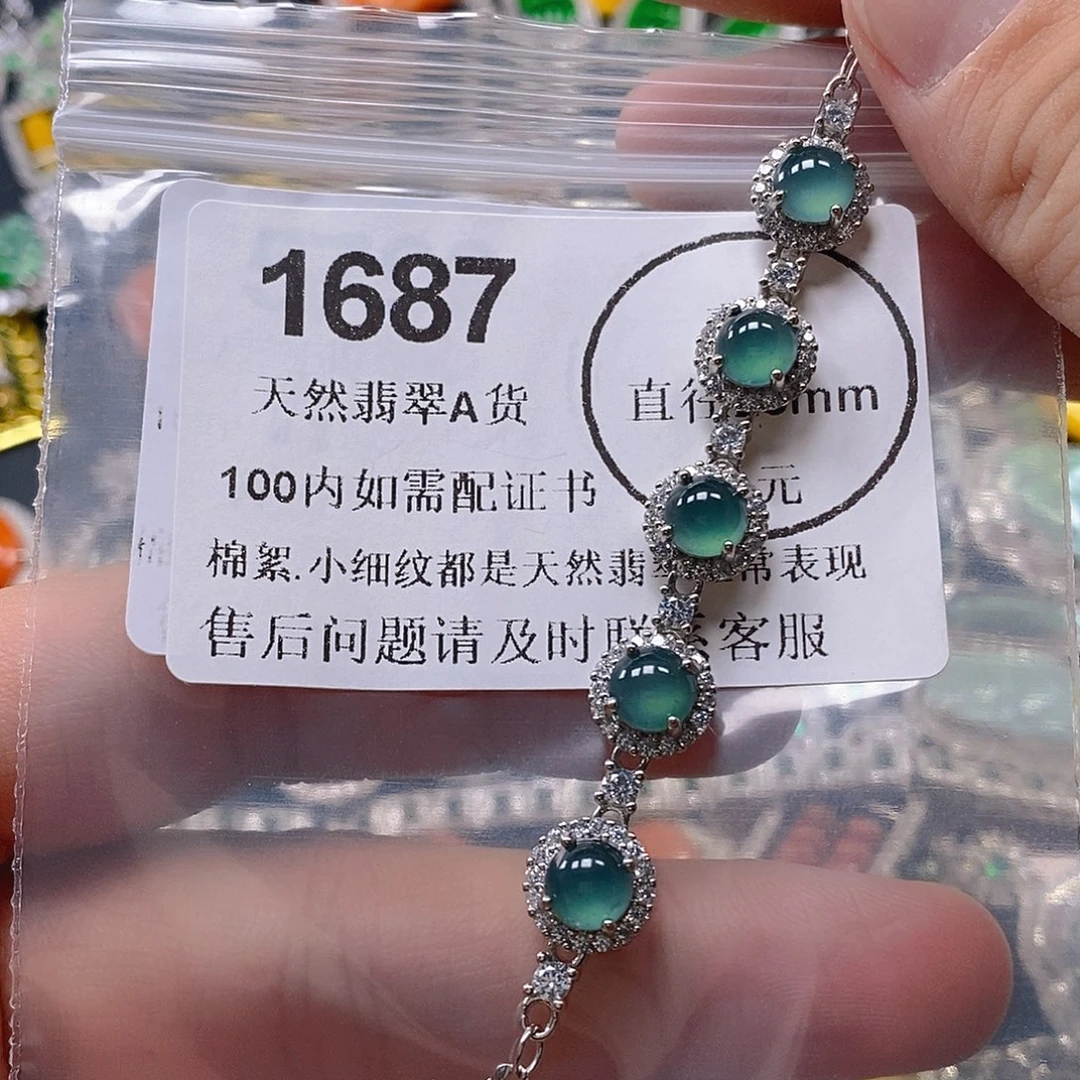 1687
天然翡翠A货
100内如需配证书
棉絮.小细纹都是天然翡 常表现
售后问题请及时联系客服
直径 mm
元